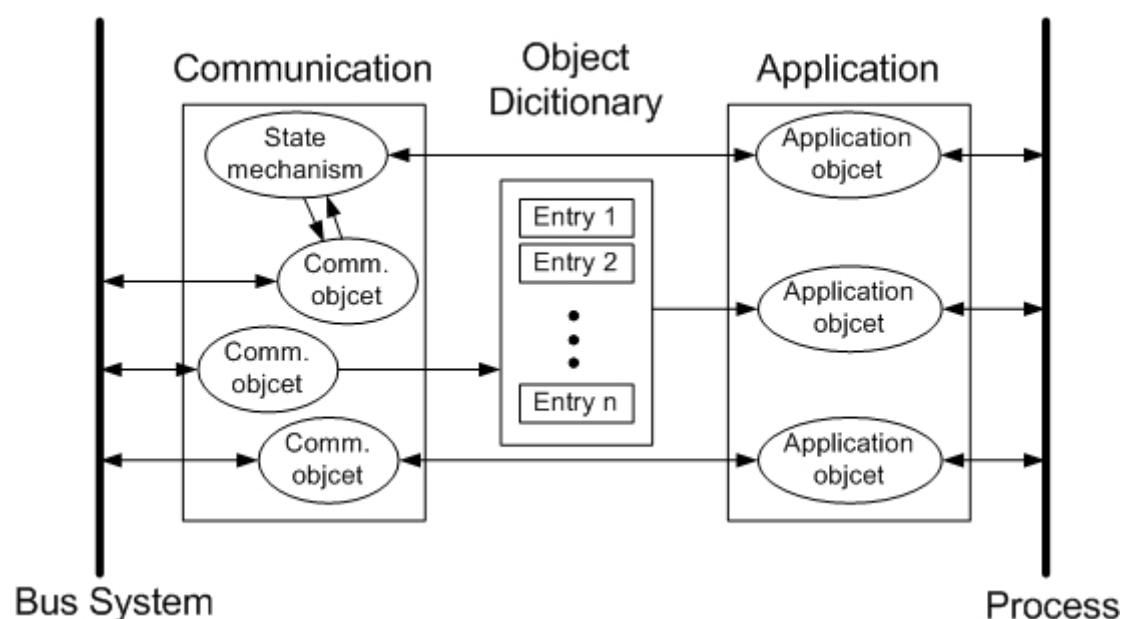 Communication
Object
Dicitionary
Application
State
mechanism
Comm.
objcet
Comm.
objcet
Comm.
objcet
Entry 1
Entry 2
Entry n
Application
objcet
Application
objcet
Application
objcet
Bus System
Process